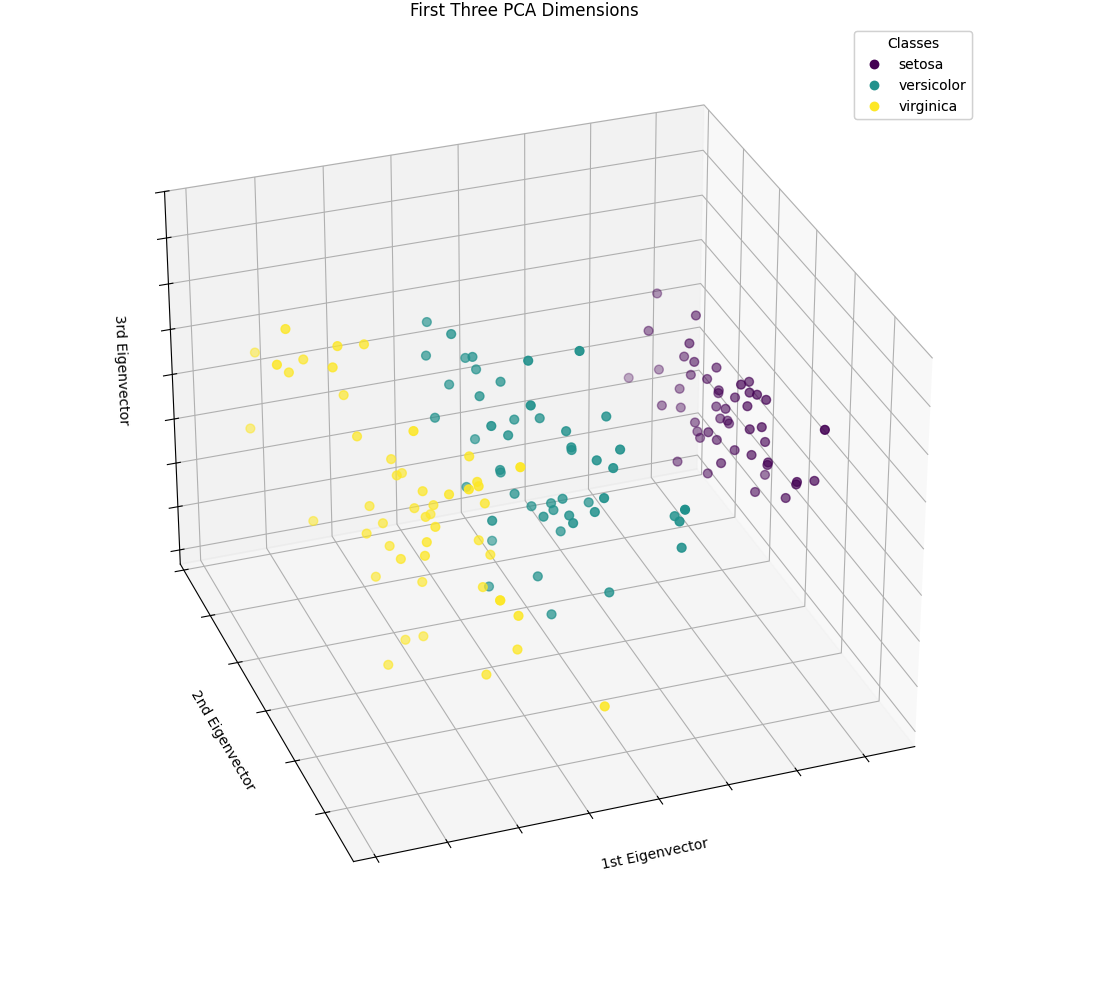 First Three PCA Dimensions
Classes
setosa
versicolor
virginica
3rd Eigenvector
2nd Eigenvector
1st Eigenvector